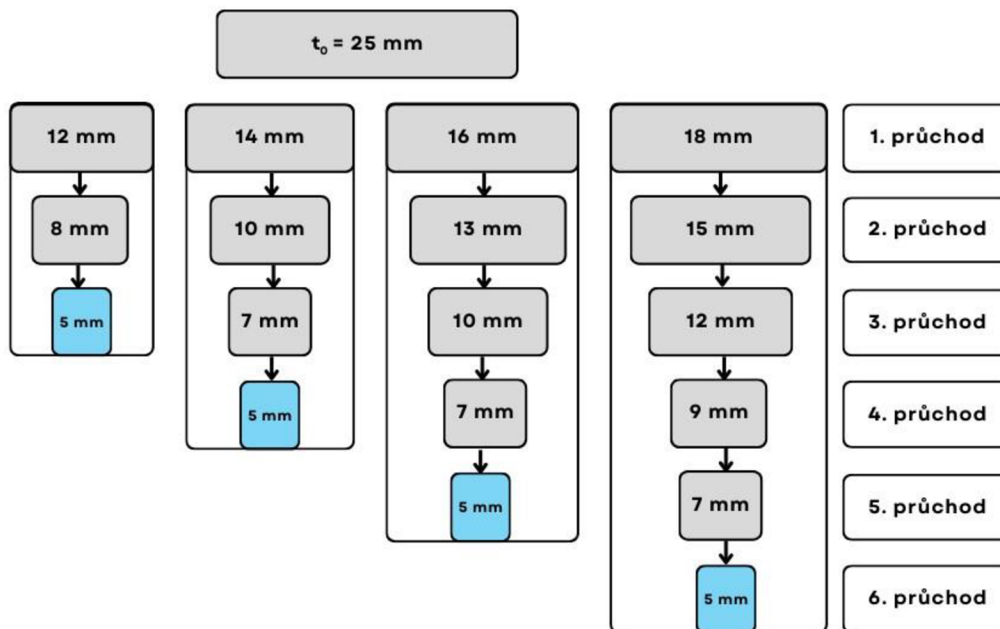 t₀ = 25 mm
12 mm 14 mm 16 mm 18 mm 1. průchod
8 mm 10 mm 13 mm 15 mm 2. průchod
5 mm 7 mm 10 mm 12 mm 3. průchod
5 mm 7 mm 9 mm 4. průchod
5 mm 7 mm 5. průchod
5 mm 6. průchod